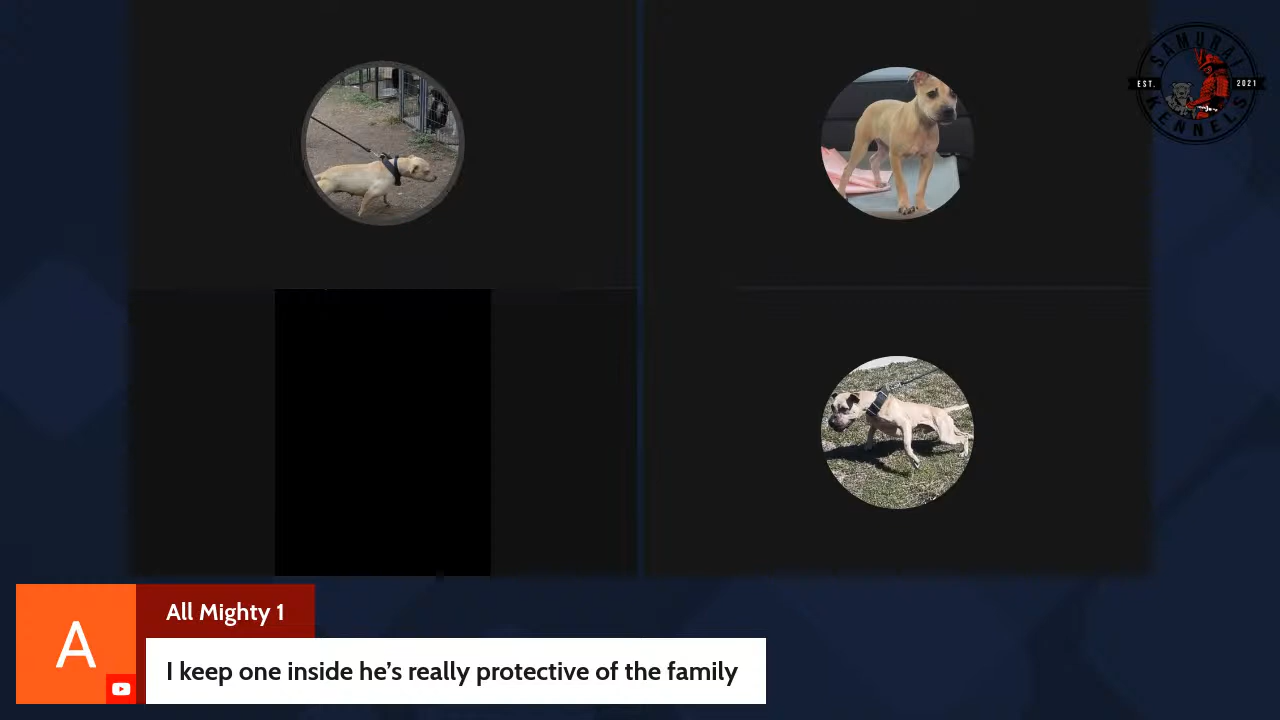 SAMURAI
EST.
2021
KENNELS
A
All Mighty 1
I keep one inside he's really protective of the family